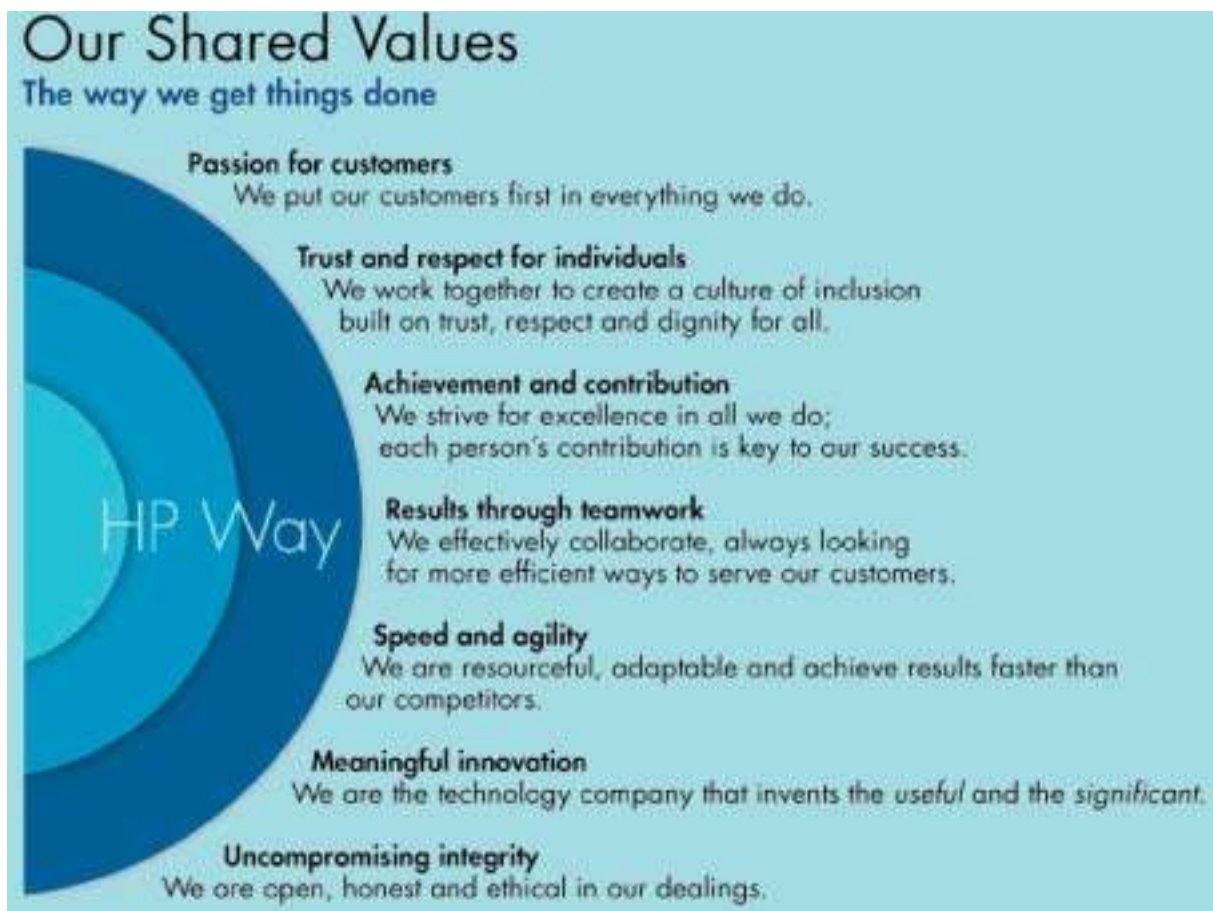 Our Shared Values
The way we get things done
Passion for customers
We put our customers first in everything we do.
Trust and respect for individuals
We work together to create a culture of inclusion
built on trust, respect and dignity for all.
Achievement and contribution
We strive for excellence in all we do;
each person's contribution is key to our success.
HP Way
Results through teamwork
We effectively collaborate, always looking
for more efficient ways to serve our customers.
Speed and agility
We are resourceful, adaptable and achieve results faster than
our competitors.
Meaningful innovation
We are the technology company that invents the useful and the significant.
Uncompromising integrity
We are open, honest and ethical in our dealings.